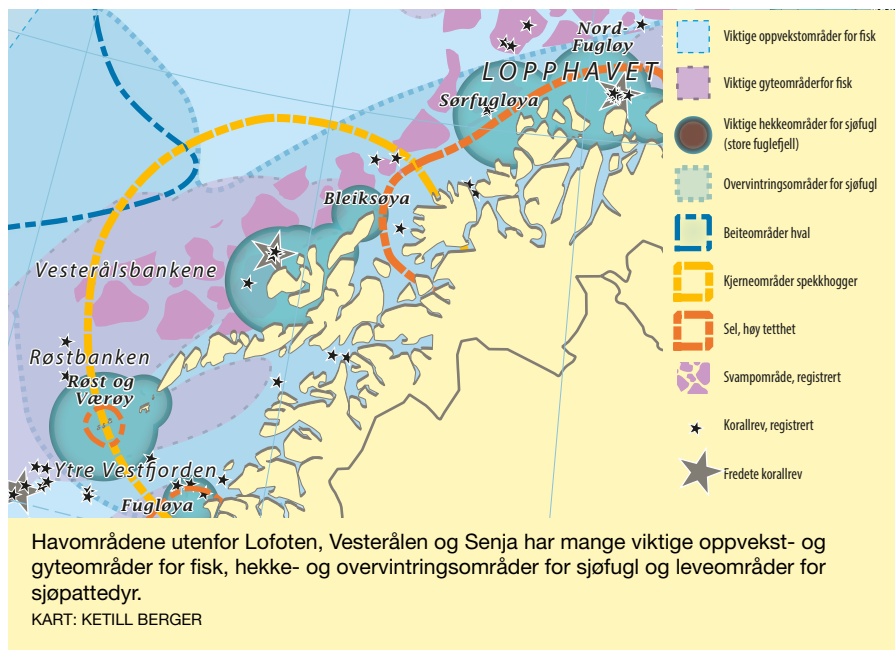 Nord-
Fugløy
LOPPHAVET
Sørfugløya
Bleiksøya
Vesterålsbankene
Røstbanken
Røst og
Værøy
Ytre Vestfjorden
Fugløya
Viktige oppvekstområder for fisk
Viktige gyteområderfor fisk
Viktige hekkeområder for sjøfugl
(store fuglefjell)
Overvintringsområder for sjøfugl
Beiteområder hval
Kjerneområder spekkhogger
Sel, høy tetthet
Svampområde, registrert
Korallrev, registrert
Fredete korallrev
Havområdene utenfor Lofoten, Vesterålen og Senja har mange viktige oppvekst- og
gyteområder for fisk, hekke- og overvintringsområder for sjøfugl og leveområder for
sjøpattedyr.
KART: KETILL BERGER